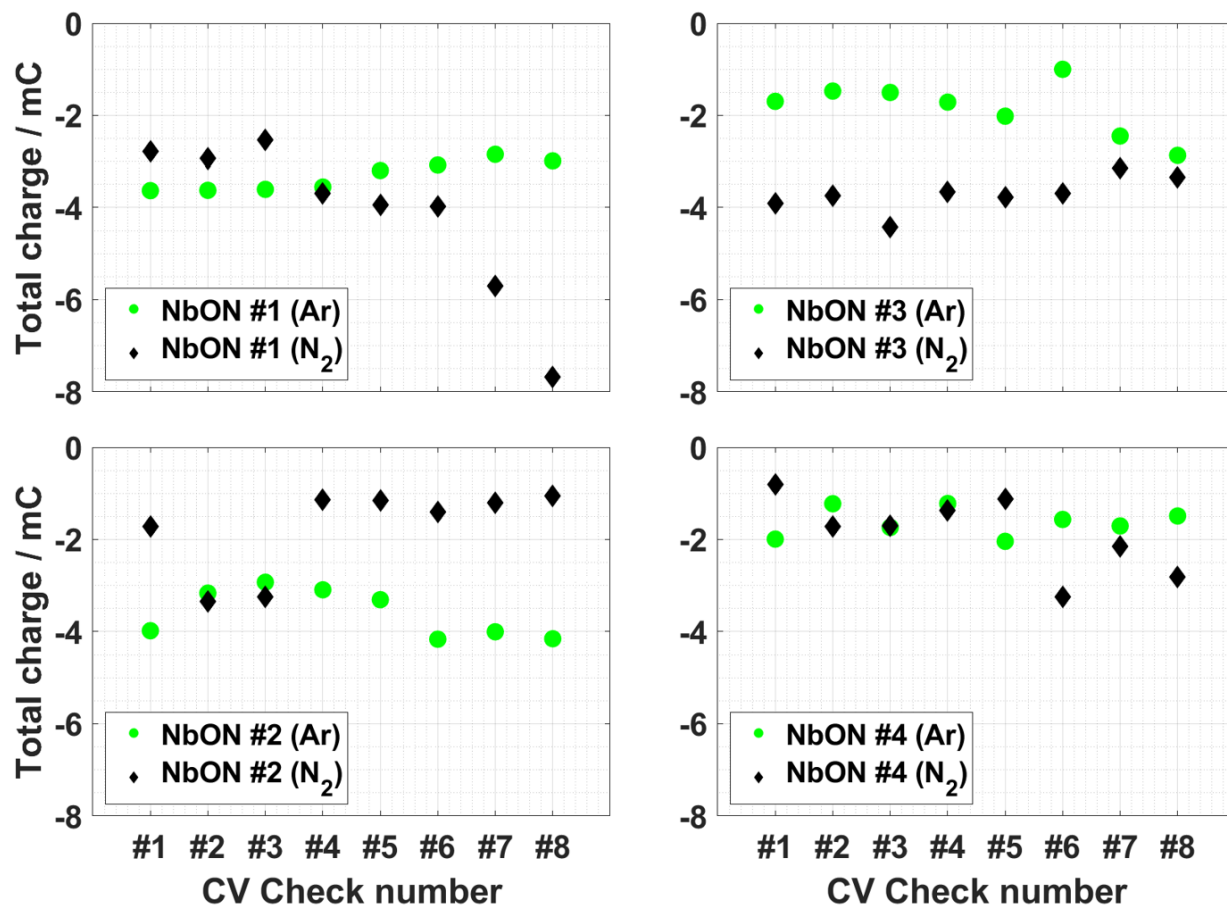 Total charge / mC
0
-2
-4
-6
-8
NbON #1 (Ar)
NbON #1 (N₂)
0
-2
-4
-6
-8
NbON #3 (Ar)
NbON #3 (N₂)
Total charge / mC
0
-2
-4
-6
-8
NbON #2 (Ar)
NbON #2 (N₂)
#1 #2 #3 #4 #5 #6 #7 #8
CV Check number
0
-2
-4
-6
-8
NbON #4 (Ar)
NbON #4 (N₂)
#1 #2 #3 #4 #5 #6 #7 #8
CV Check number